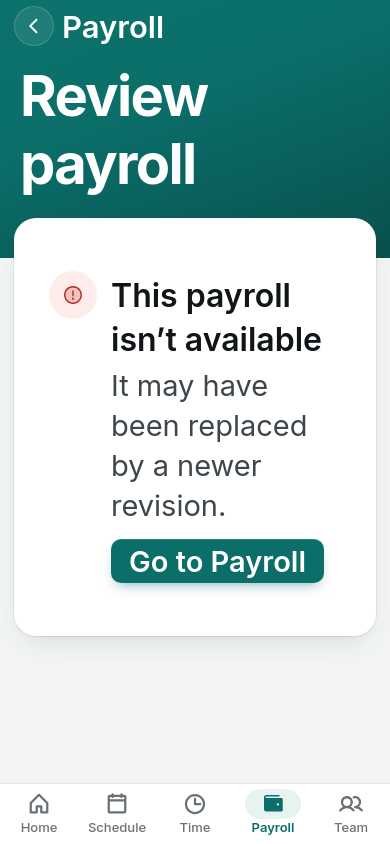 Payroll
Review
payroll
This payroll
isn’t available
It may have
been replaced
by a newer
revision.
Go to Payroll
Home
Schedule
Time
Payroll
Team